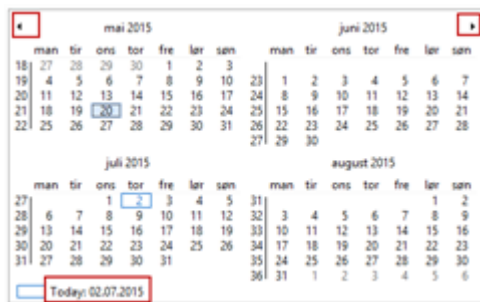 mai 2015
man tir ons tor fre lør søn
18 27 28 29 30 1 2 3
19 4 5 6 7 8 9 10
20 11 12 13 14 15 16 17
21 18 19 20 21 22 23 24
22 25 26 27 28 29 30 31
juni 2015
man tir ons tor fre lør søn
23 1 2 3 4 5 6 7
24 8 9 10 11 12 13 14
25 15 16 17 18 19 20 21
26 22 23 24 25 26 27 28
27 29 30
juli 2015
man tir ons tor fre lør søn
27 1 2 3 4 5
28 6 7 8 9 10 11 12
29 13 14 15 16 17 18 19
30 20 21 22 23 24 25 26
31 27 28 29 30 31
august 2015
man tir ons tor fre lør søn
31 1 2
32 3 4 5 6 7 8 9
33 10 11 12 13 14 15 16
34 17 18 19 20 21 22 23
35 24 25 26 27 28 29 30
36 31 1 2 3 4 5 6
Today: 02.07.2015